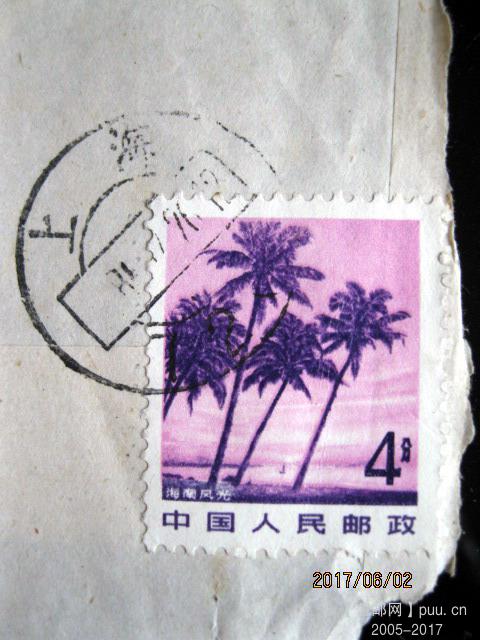 上海
4分
海南风光
中国人民邮政
2017/06/02
邮网】puu.cn
2005-2017